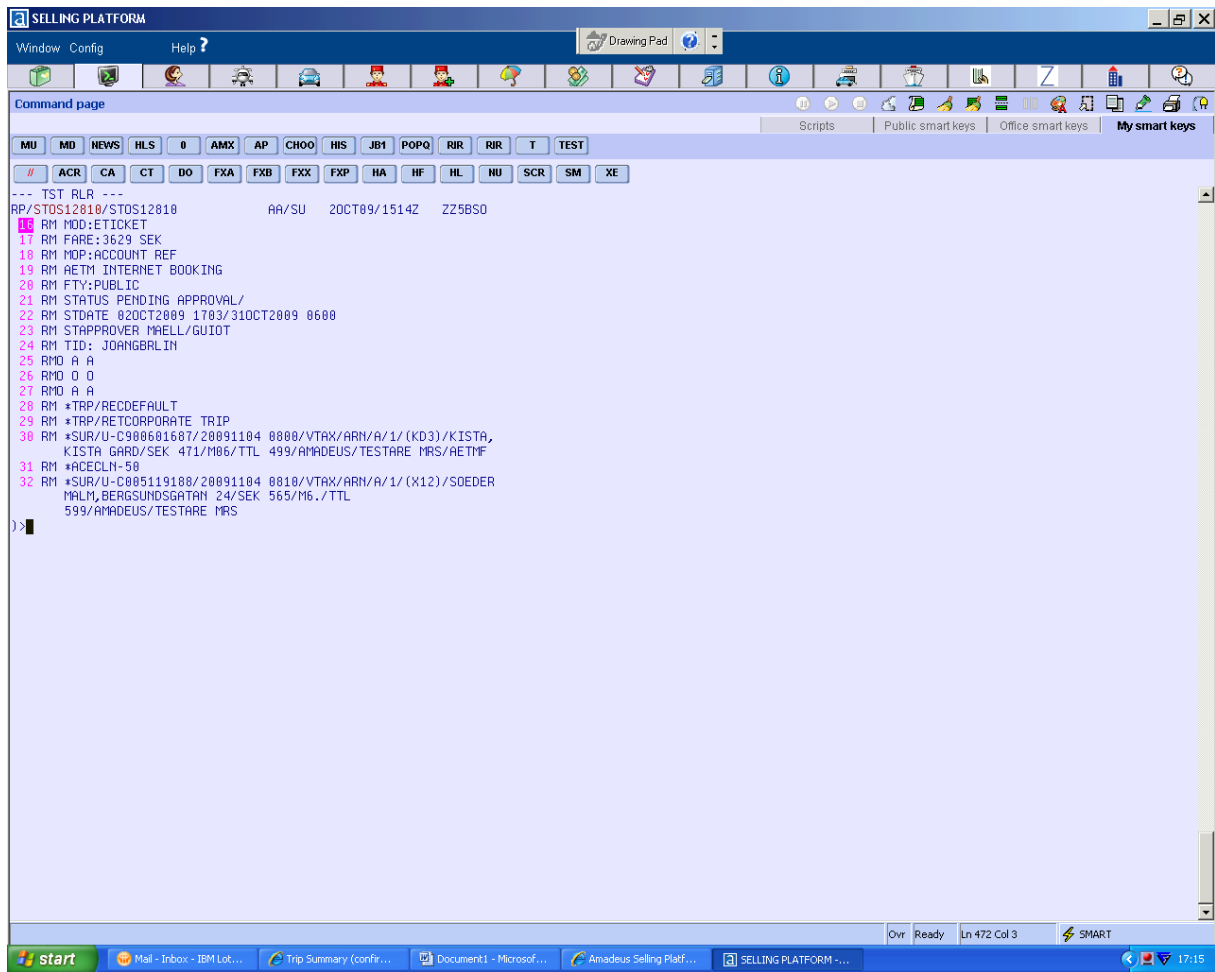 SELLING PLATFORM
Window Config Help ?
Drawing Pad
Command page
Scripts Public smart keys Office smart keys My smart keys
MU MD NEWS HLS 0 AMX AP CHOO HIS JB1 POPQ RIR RIR T TEST
// ACR CA CT DO FXA FXB FXX FXP HA HF HL NU SCR SM XE
--- TST RLR ---
RP/STOS12810/STOS12810 AA/SU 2OCT09/1514Z ZZ5BSO
16 RM MOD:ETICKET
17 RM FARE:3629 SEK
18 RM MOP:ACCOUNT REF
19 RM AETM INTERNET BOOKING
20 RM FTY:PUBLIC
21 RM STATUS PENDING APPROVAL/
22 RM STDATE 02OCT2009 1703/31OCT2009 0600
23 RM STAPPROVER MAELL/GUIOT
24 RM TID: JOANGBRLIN
25 RMO A A
26 RMO O O
27 RMO A A
28 RM *TRP/RECDEFAULT
29 RM *TRP/RETCORPORATE TRIP
30 RM *SUR/U-C900601687/20091104 0800/VTAX/ARN/A/1/(KD3)/KISTA,
KISTA GARD/SEK 471/M06/TTL 499/AMADEUS/TESTARE MRS/AETMF
31 RM *ACECLN-50
32 RM *SUR/U-C005119188/20091104 0810/VTAX/ARN/A/1/(X12)/SOEDER
MALM,BERGSUNDSGATAN 24/SEK 565/M6./TTL
599/AMADEUS/TESTARE MRS
)>
Ovr Ready Ln 472 Col 3 SMART
start Mail - Inbox - IBM Lot... Trip Summary (confir... Document1 - Microsof... Amadeus Selling Platf... SELLING PLATFORM -... 17:15